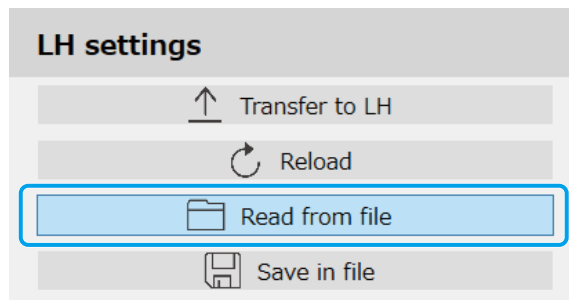 LH settings
Transfer to LH
Reload
Read from file
Save in file